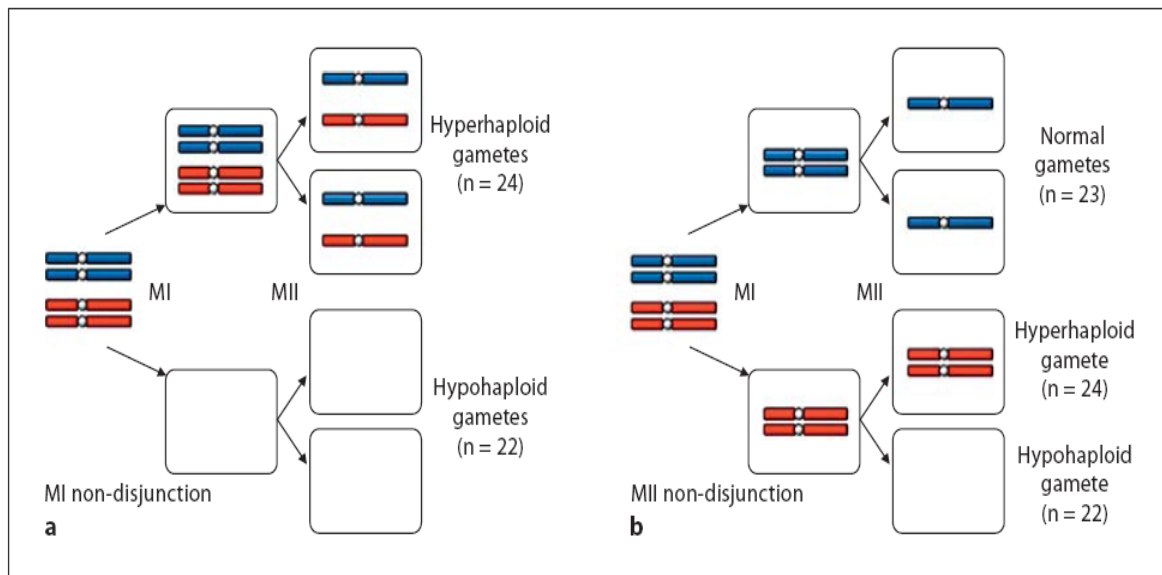 Hyperhaploid
gametes
(n = 24)
MI
MII
Hypohaploid
gametes
(n = 22)
MI non-disjunction
a
Normal
gametes
(n = 23)
MI
MII
Hyperhaploid
gamete
(n = 24)
Hypohaploid
gamete
(n = 22)
MII non-disjunction
b